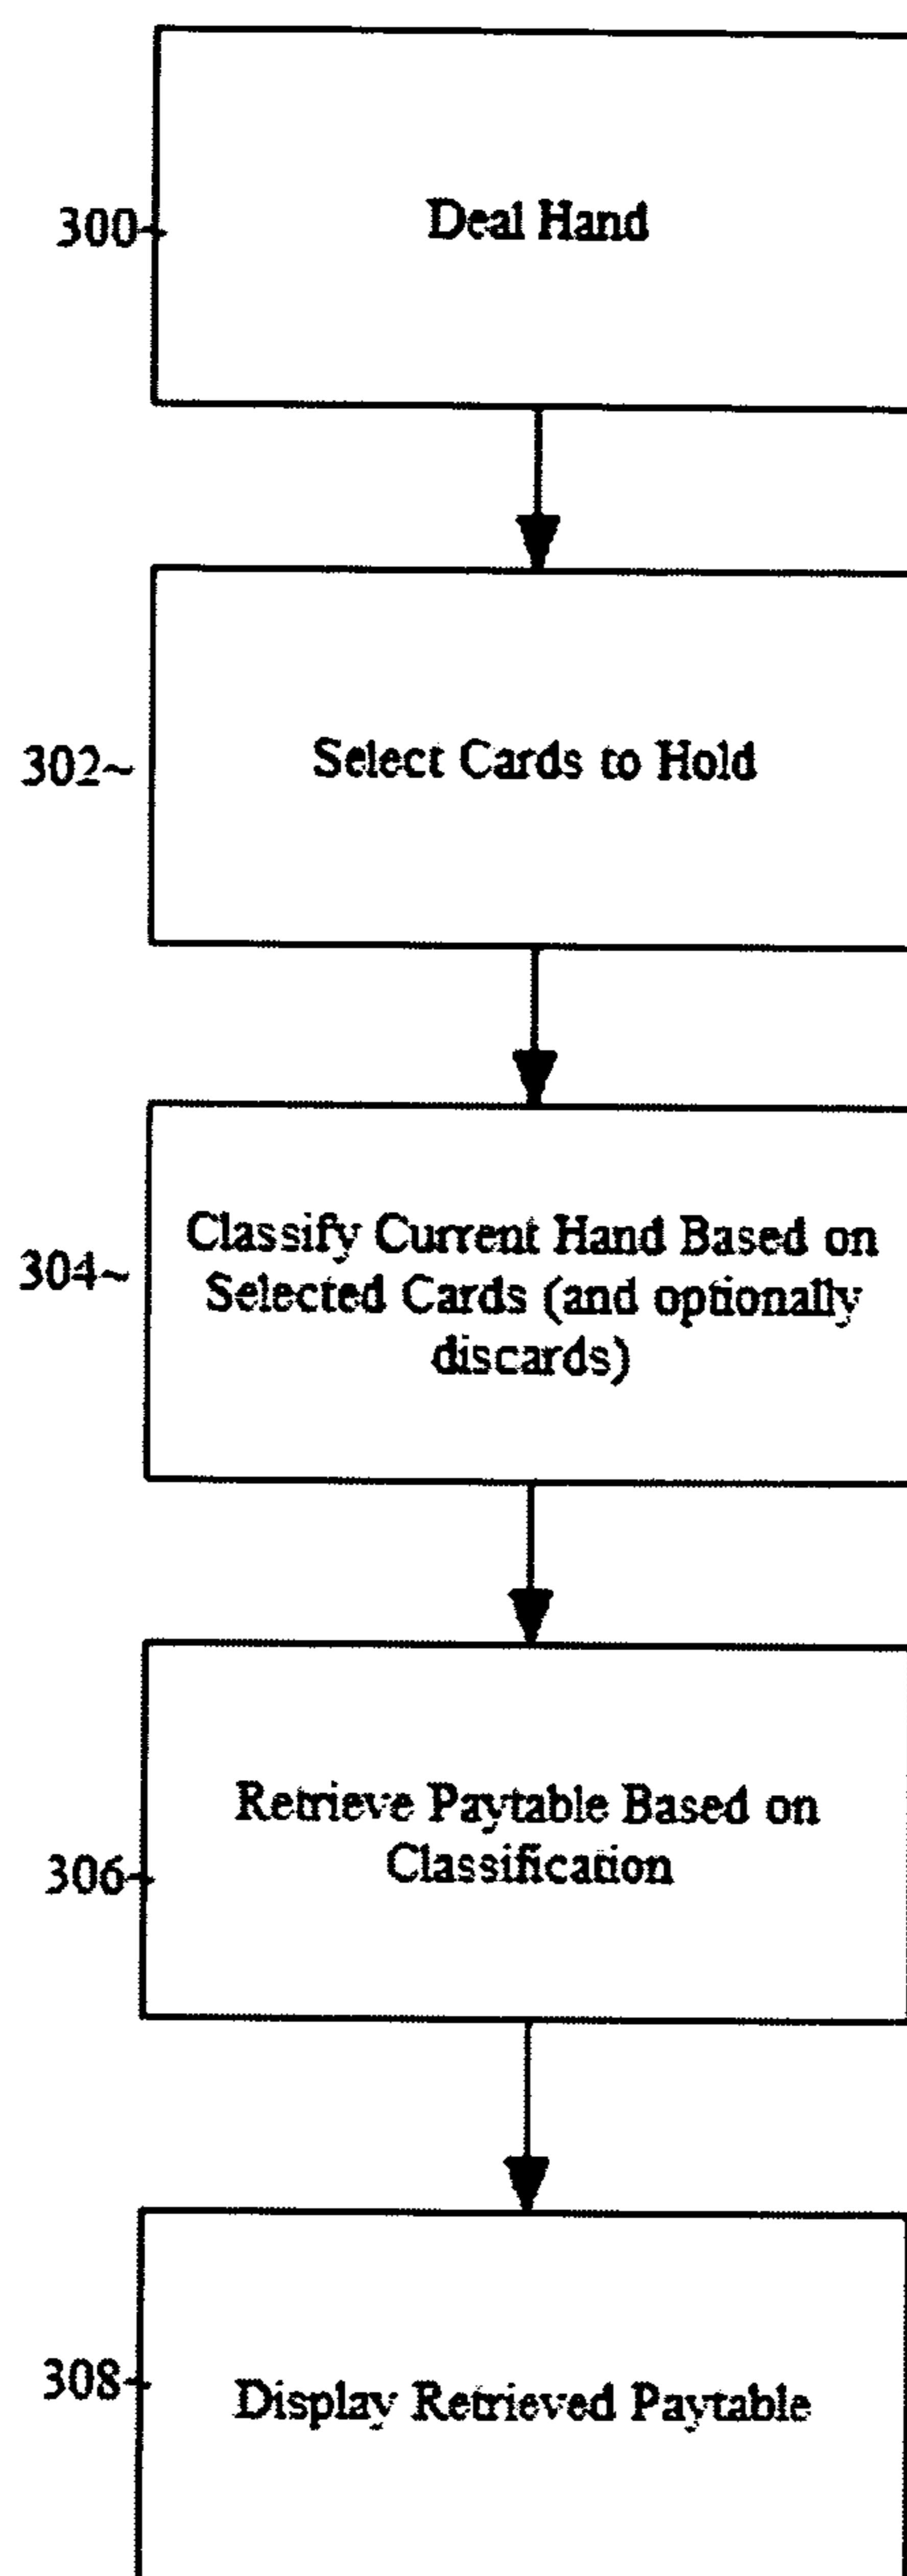 300
Deal Hand
302~
Select Cards to Hold
304~
Classify Current Hand Based on
Selected Cards (and optionally
discards)
306
Retrieve Paytable Based on
Classification
308
Display Retrieved Paytable